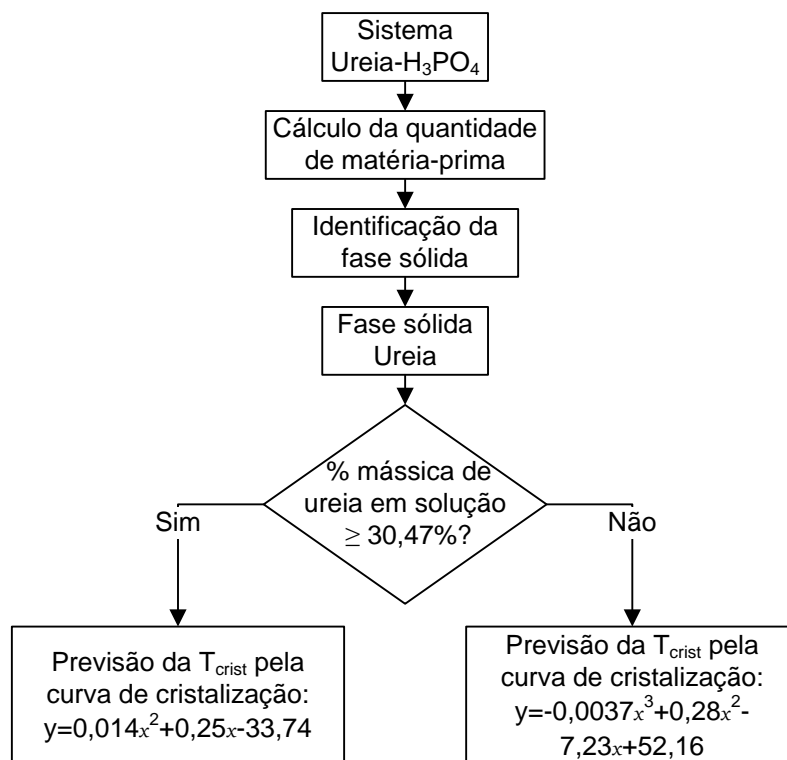 Sistema
Ureia-H₃PO₄
Cálculo da quantidade
de matéria-prima
Identificação da
fase sólida
Fase sólida
Ureia
% mássica de
ureia em solução
≥ 30,47%?
Sim
Não
Previsão da T_crist pela
curva de cristalização:
y=0,014x²+0,25x-33,74
Previsão da T_crist pela
curva de cristalização:
y=-0,0037x³+0,28x²-
7,23x+52,16